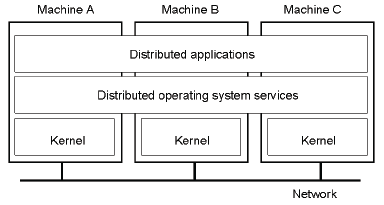 Machine A Machine B Machine C
Distributed applications
Distributed operating system services
Kernel Kernel Kernel
Network